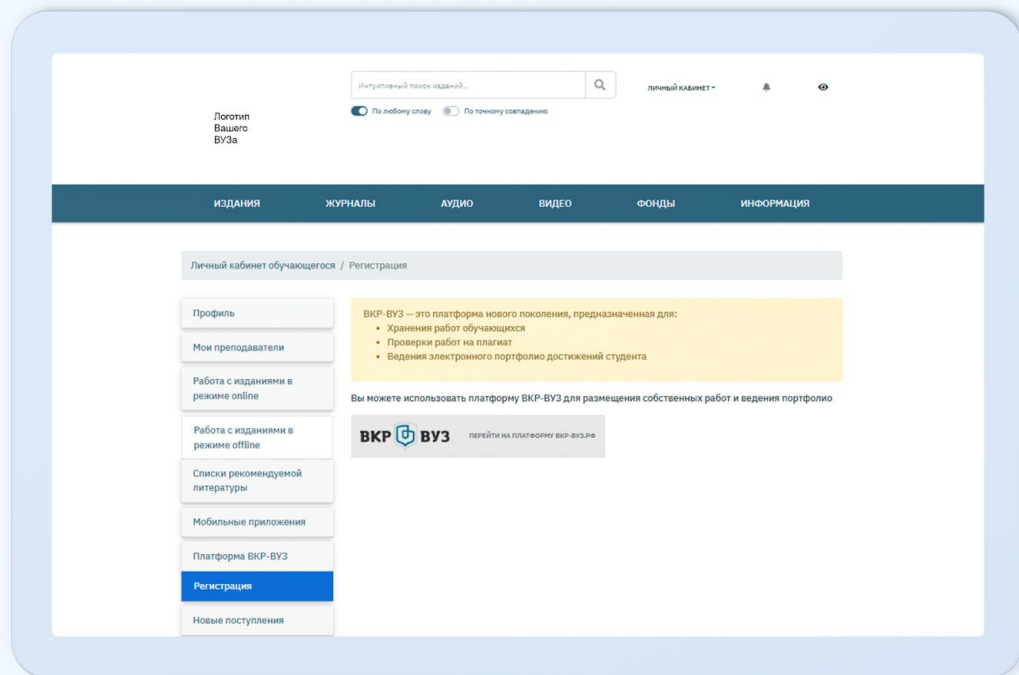 Интуитивный поиск изданий...
ЛИЧНЫЙ КАБИНЕТ
По любому слову
По точному совпадению
Логотип
Вашего
ВУЗа
ИЗДАНИЯ ЖУРНАЛЫ АУДИО ВИДЕО ФОНДЫ ИНФОРМАЦИЯ
Личный кабинет обучающегося / Регистрация
Профиль
Мои преподаватели
Работа с изданиями в
режиме online
Работа с изданиями в
режиме offline
Списки рекомендуемой
литературы
Мобильные приложения
Платформа ВКР-ВУЗ
Регистрация
Новые поступления
ВКР-ВУЗ — это платформа нового поколения, предназначенная для:
• Хранения работ обучающихся
• Проверки работ на плагиат
• Ведения электронного портфолио достижений студента
Вы можете использовать платформу ВКР-ВУЗ для размещения собственных работ и ведения портфолио
ВКР ВУЗ ПЕРЕЙТИ НА ПЛАТФОРМУ ВКР-ВУЗ.РФ